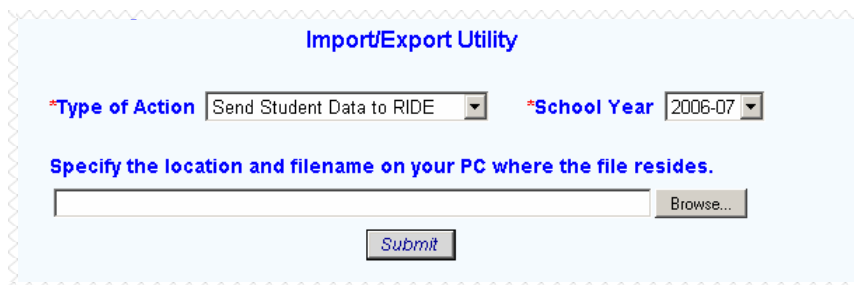 Import/Export Utility
*Type of Action Send Student Data to RIDE *School Year 2006-07
Specify the location and filename on your PC where the file resides.
Browse...
Submit